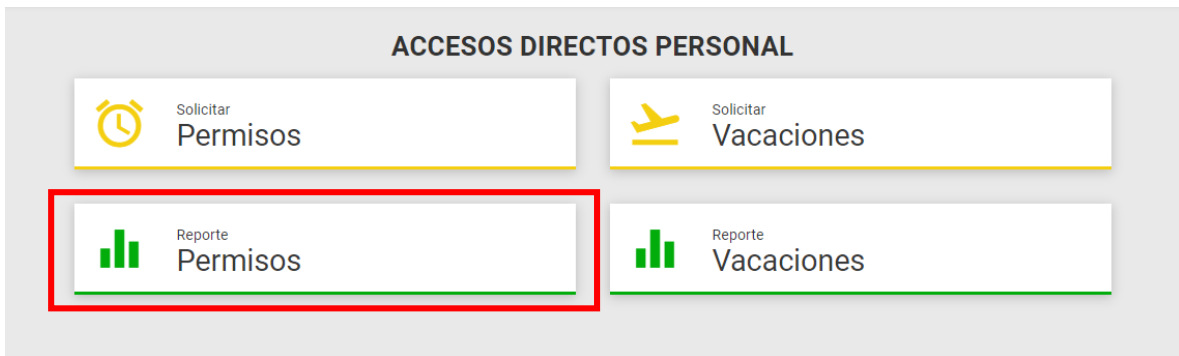 ACCESOS DIRECTOS PERSONAL
Solicitar
Permisos
Solicitar
Vacaciones
Reporte
Permisos
Reporte
Vacaciones